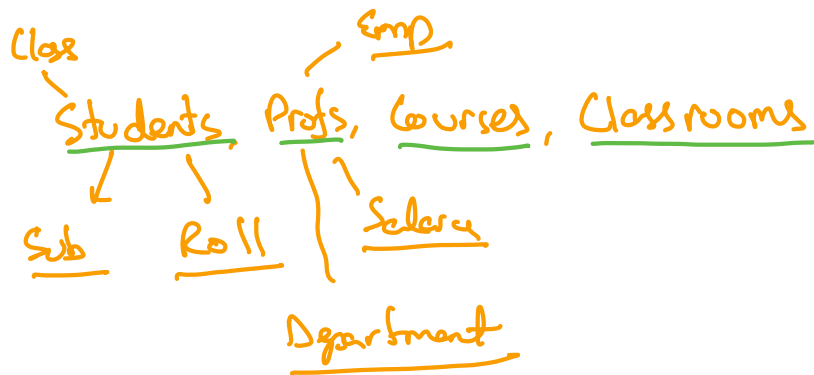 Emp
Class
Students, Profs, Courses, Classrooms
Sub Roll Salary
Department